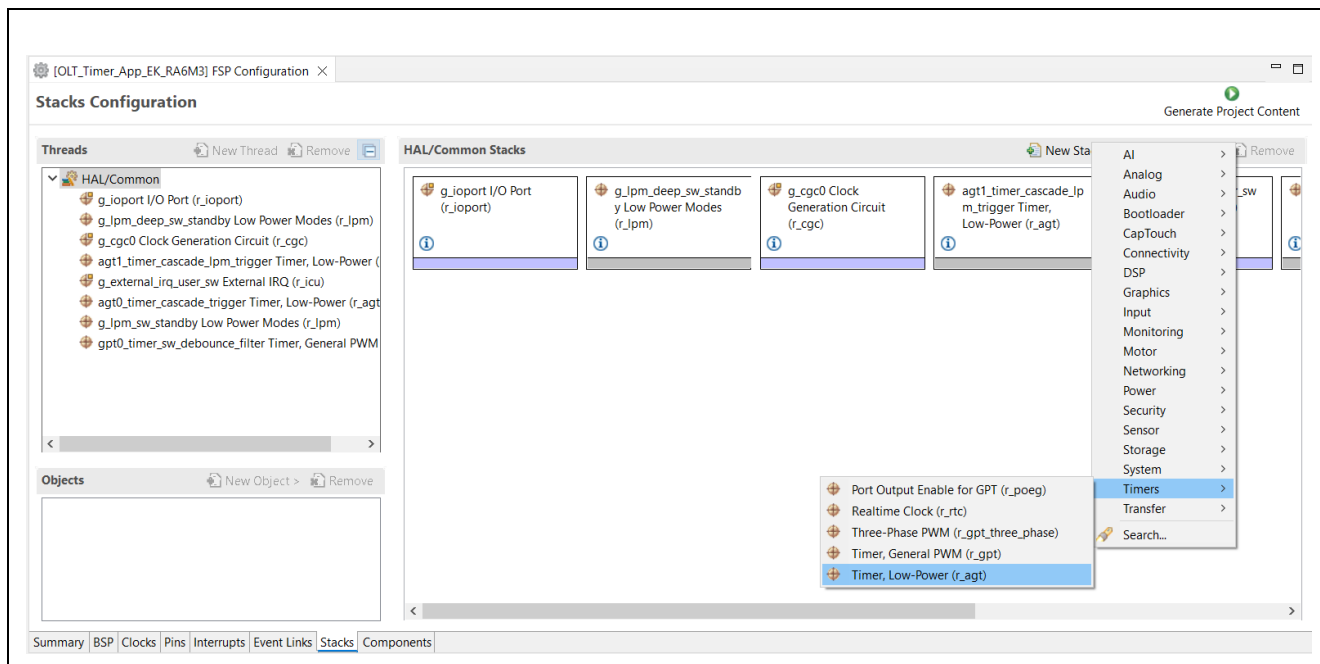 [OLT_Timer_App_EK_RA6M3] FSP Configuration
Stacks Configuration
Generate Project Content
Threads
New Thread
Remove
HAL/Common
g_ioport I/O Port (r_ioport)
g_lpm_deep_sw_standby Low Power Modes (r_lpm)
g_cgc0 Clock Generation Circuit (r_cgc)
agt1_timer_cascade_lpm_trigger Timer, Low-Power (
g_external_irq_user_sw External IRQ (r_icu)
agt0_timer_cascade_trigger Timer, Low-Power (r_agt
g_lpm_sw_standby Low Power Modes (r_lpm)
gpt0_timer_sw_debounce_filter Timer, General PWM
Objects
New Object >
Remove
HAL/Common Stacks
New Sta
Remove
g_ioport I/O Port
(r_ioport)
g_lpm_deep_sw_standb
y Low Power Modes
(r_lpm)
g_cgc0 Clock
Generation Circuit
(r_cgc)
agt1_timer_cascade_lp
m_trigger Timer,
Low-Power (r_agt)
_sw
AI
Analog
Audio
Bootloader
CapTouch
Connectivity
DSP
Graphics
Input
Monitoring
Motor
Networking
Power
Security
Sensor
Storage
System
Timers
Transfer
Search...
Port Output Enable for GPT (r_poeg)
Realtime Clock (r_rtc)
Three-Phase PWM (r_gpt_three_phase)
Timer, General PWM (r_gpt)
Timer, Low-Power (r_agt)
Summary BSP Clocks Pins Interrupts Event Links Stacks Components